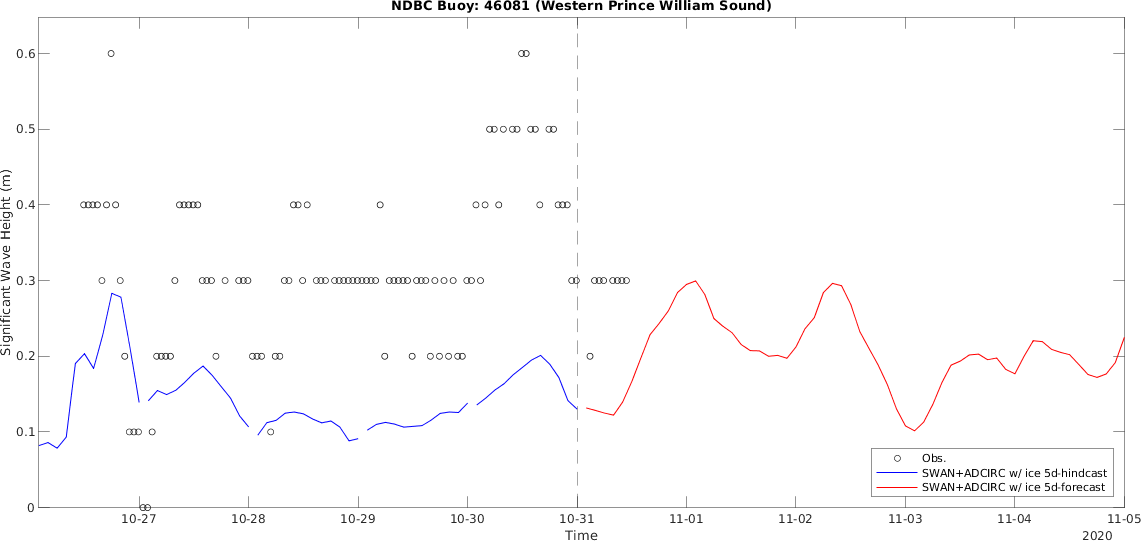 NDBC Buoy: 46081 (Western Prince William Sound)
0.6
0.5
0.4
0.3
0.2
0.1
0
Significant Wave Height (m)
Obs.
SWAN+ADCIRC w/ ice 5d-hindcast
SWAN+ADCIRC w/ ice 5d-forecast
10-27 10-28 10-29 10-30 10-31 11-01 11-02 11-03 11-04 11-05
Time
2020